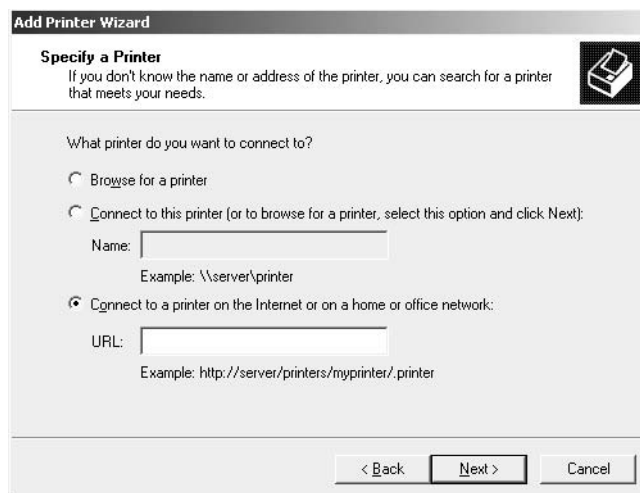 Add Printer Wizard
Specify a Printer
If you don't know the name or address of the printer, you can search for a printer
that meets your needs.
What printer do you want to connect to?
Browse for a printer
Connect to this printer (or to browse for a printer, select this option and click Next):
Name:
Example: \\server\printer
Connect to a printer on the Internet or on a home or office network:
URL:
Example: http://server/printers/myprinter/.printer
< Back Next > Cancel